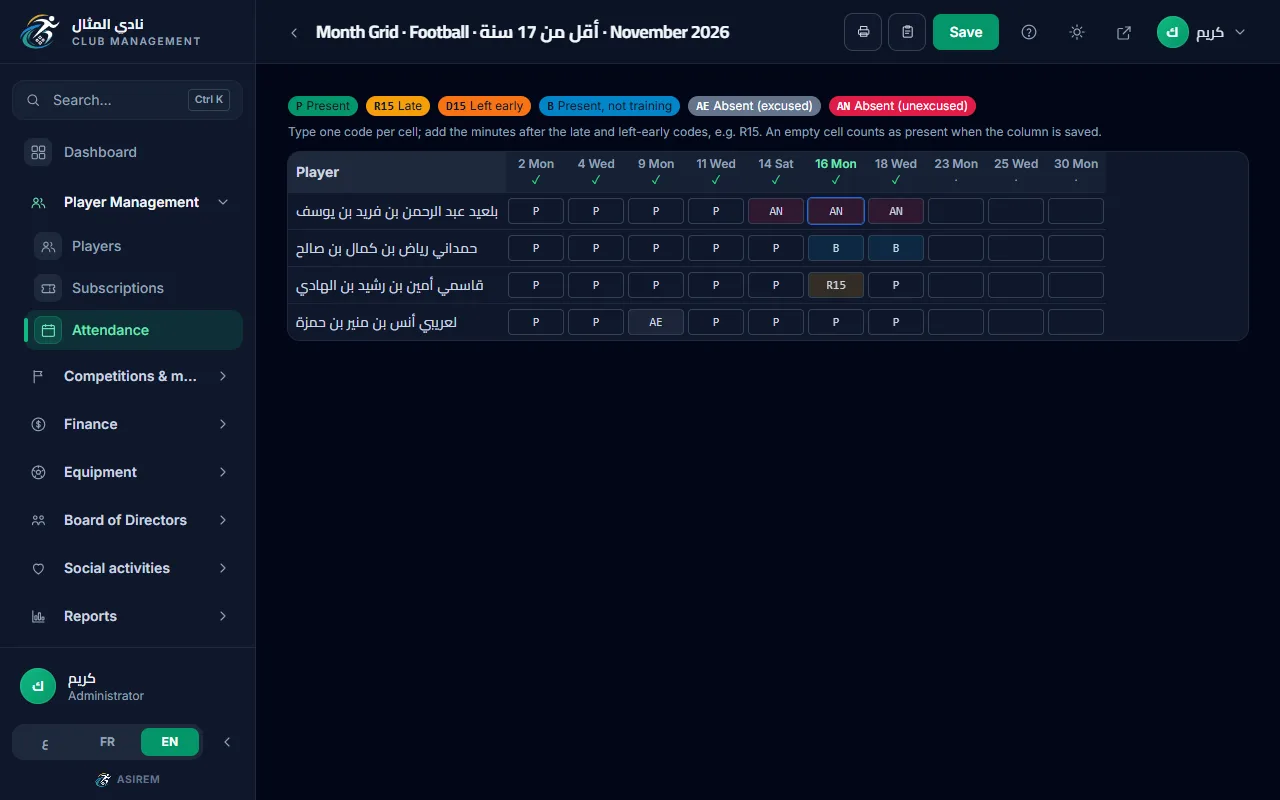 نادي المثال
CLUB MANAGEMENT
Search...
Ctrl K
Dashboard
Player Management
Players
Subscriptions
Attendance
Competitions & m...
Finance
Equipment
Board of Directors
Social activities
Reports
ك
كريم
Administrator
ع
FR
EN
ASIREM
Month Grid · Football · أقل من 17 سنة · November 2026
Save
ك
كريم
P Present
R15 Late
D15 Left early
B Present, not training
AE Absent (excused)
AN Absent (unexcused)
Type one code per cell; add the minutes after the late and left-early codes, e.g. R15. An empty cell counts as present when the column is saved.
Player 2 Mon 4 Wed 9 Mon 11 Wed 14 Sat 16 Mon 18 Wed 23 Mon 25 Wed 30 Mon
✓ ✓ ✓ ✓ ✓ ✓ ✓ · · ·
بلعيد عبد الرحمن بن فريد بن يوسف P P P P AN AN AN
حمداني رياض بن كمال بن صالح P P P P P B B
قاسمي أمين بن رشيد بن الهادي P P P P P R15 P
لعريبي أنس بن منير بن حمزة P P AE P P P P